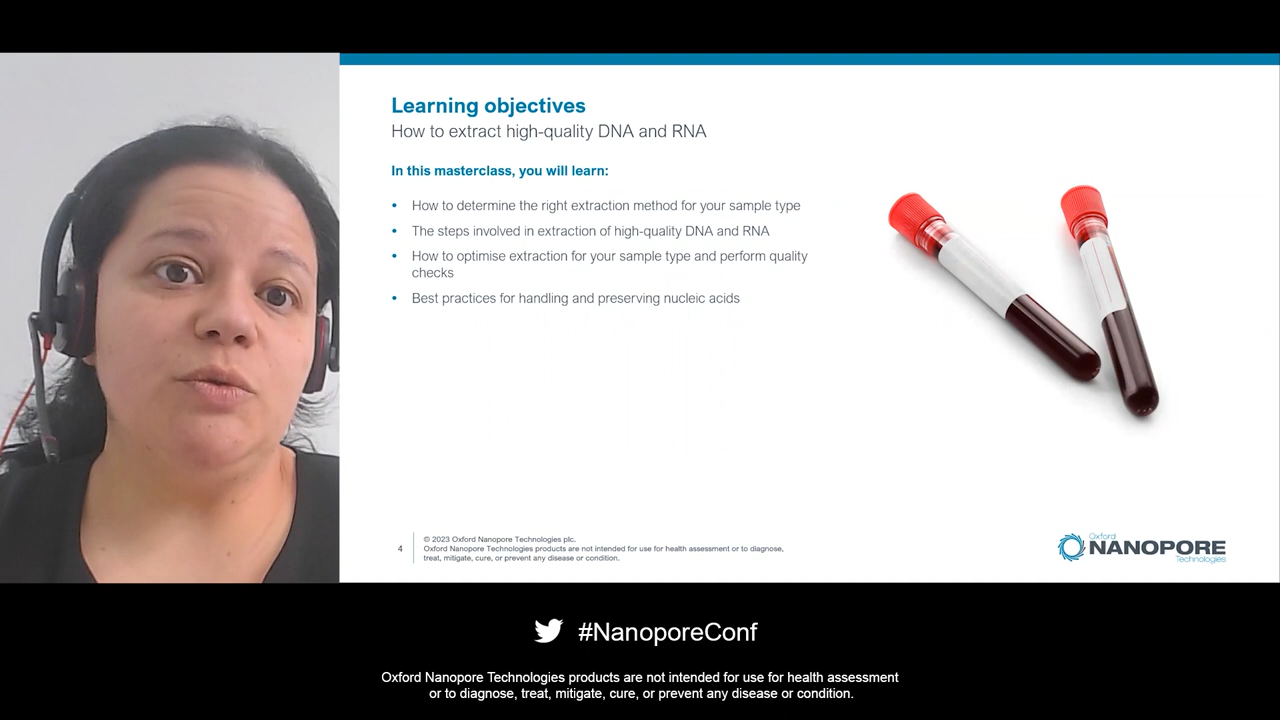 Learning objectives
How to extract high-quality DNA and RNA
In this masterclass, you will learn:
• How to determine the right extraction method for your sample type
• The steps involved in extraction of high-quality DNA and RNA
• How to optimise extraction for your sample type and perform quality
checks
• Best practices for handling and preserving nucleic acids
4
© 2023 Oxford Nanopore Technologies plc.
Oxford Nanopore Technologies products are not intended for use for health assessment or to diagnose,
treat, mitigate, cure, or prevent any disease or condition.
Oxford
NANOPORE
Technologies
#NanoporeConf
Oxford Nanopore Technologies products are not intended for use for health assessment
or to diagnose, treat, mitigate, cure, or prevent any disease or condition.